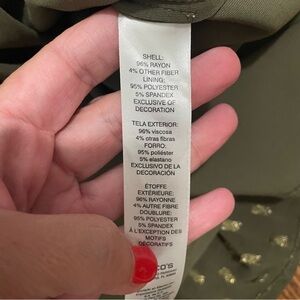 SHELL:
96% RAYON
4% OTHER FIBER
LINING:
95% POLYESTER
5% SPANDEX
EXCLUSIVE OF
DECORATION
TELA EXTERIOR:
96% viscosa
4% otras fibras
FORRO:
95% poliéster
5% elastano
EXCLUSIVO DE LA
DECORACIÓN
ÉTOFFE
EXTÉRIEURE:
96% RAYONNE
4% AUTRE FIBRE
DOUBLURE:
95% POLYESTER
5% SPANDEX
À L'EXCEPTION DES
MOTIFS
DÉCORATIFS
CO'S